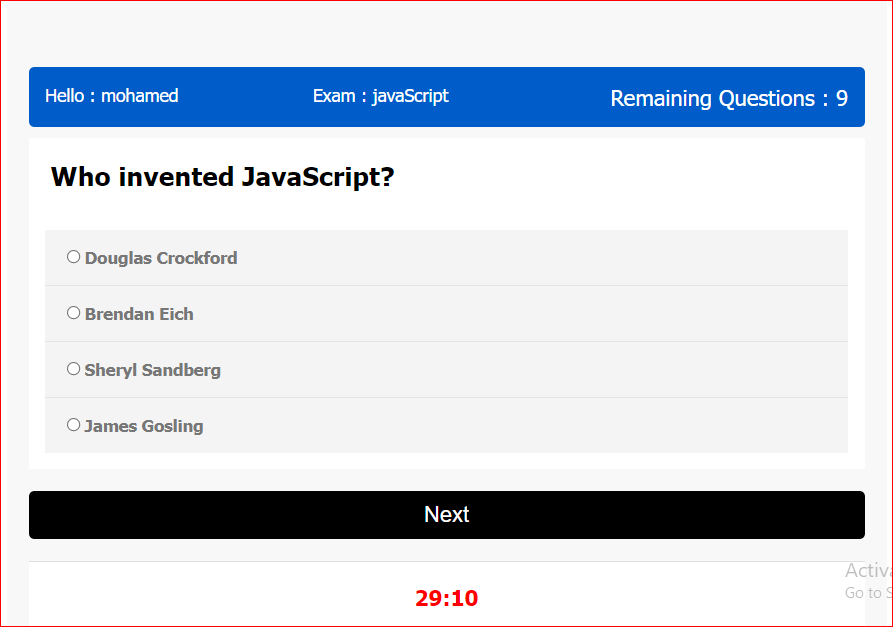 Hello : mohamed Exam : javaScript Remaining Questions : 9
Who invented JavaScript?
Douglas Crockford
Brendan Eich
Sheryl Sandberg
James Gosling
Next
29:10
Activa
Go to S